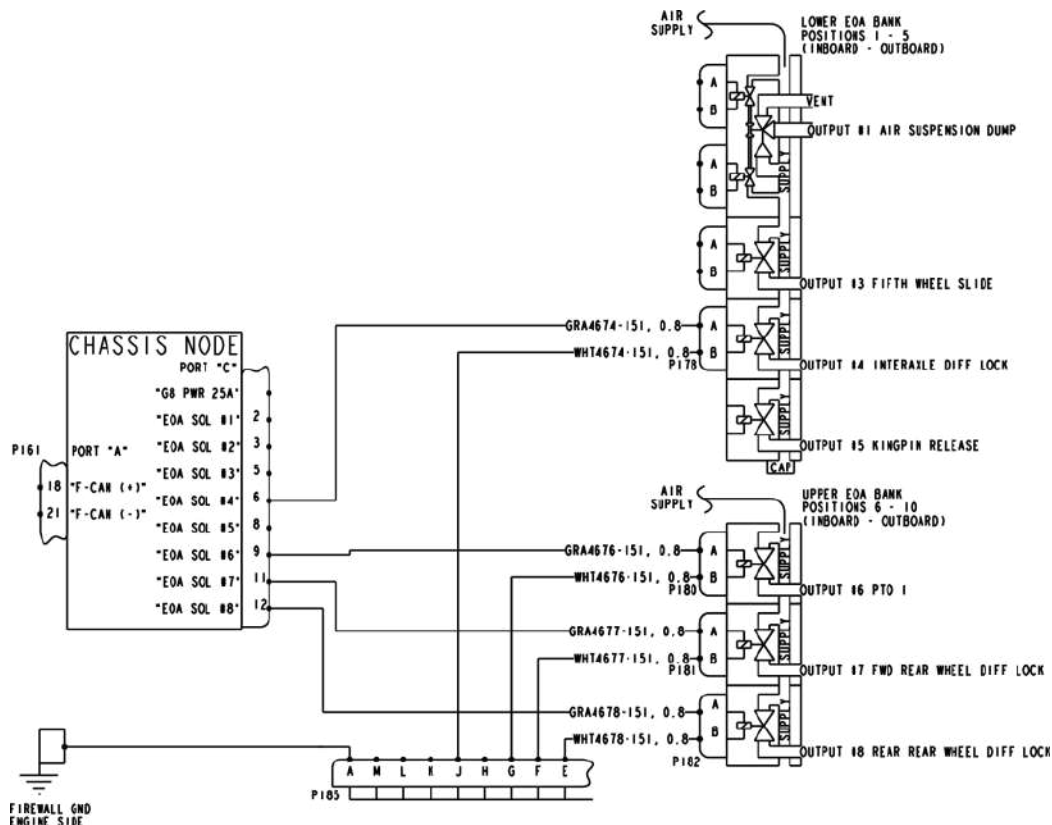 AIR
SUPPLY
LOWER EOA BANK
POSITIONS 1 - 5
(INBOARD - OUTBOARD)
A
B
VENT
OUTPUT #1 AIR SUSPENSION DUMP
SUPPLY
A
B
A
B
SUPPLY
OUTPUT #3 FIFTH WHEEL SLIDE
GRA4674-151, 0.8
A
WHT4674-151, 0.8
B
P178
SUPPLY
OUTPUT #4 INTERAXLE DIFF LOCK
SUPPLY
OUTPUT #5 KINGPIN RELEASE
CAP
CHASSIS NODE
PORT "C"
"G8 PWR 25A"
"EOA SOL #1" 2
"EOA SOL #2" 3
"EOA SOL #3" 5
"EOA SOL #4" 6
"EOA SOL #5" 8
"EOA SOL #6" 9
"EOA SOL #7" 11
"EOA SOL #8" 12
P161
PORT "A"
18 "F-CAN (+)"
21 "F-CAN (-)"
AIR
SUPPLY
UPPER EOA BANK
POSITIONS 6 - 10
(INBOARD - OUTBOARD)
GRA4676-151, 0.8
A
WHT4676-151, 0.8
B
P180
SUPPLY
OUTPUT #6 PTO 1
GRA4677-151, 0.8
A
WHT4677-151, 0.8
B
P181
SUPPLY
OUTPUT #7 FWD REAR WHEEL DIFF LOCK
GRA4678-151, 0.8
A
WHT4678-151, 0.8
B
P182
SUPPLY
OUTPUT #8 REAR REAR WHEEL DIFF LOCK
A M L K J H G F E
P185
FIREWALL GND
ENGINE SIDE